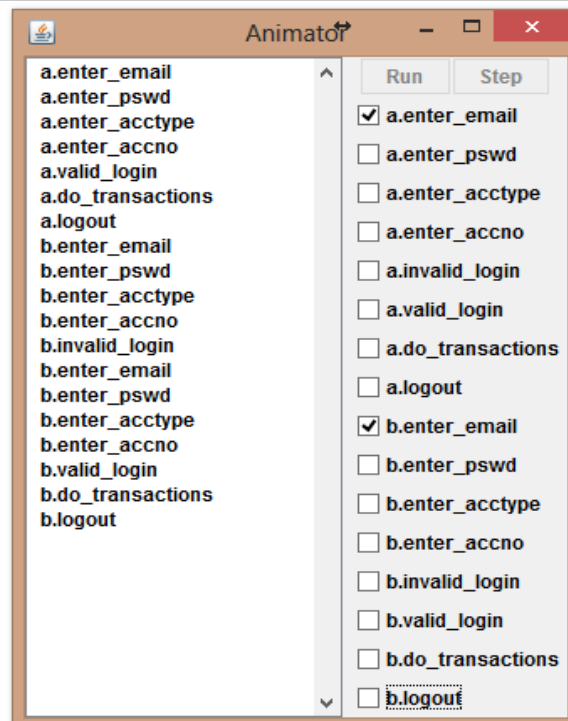 Animator
a.enter_email
a.enter_pswd
a.enter_acctype
a.enter_accno
a.valid_login
a.do_transactions
a.logout
b.enter_email
b.enter_pswd
b.enter_acctype
b.enter_accno
b.invalid_login
b.enter_email
b.enter_pswd
b.enter_acctype
b.enter_accno
b.valid_login
b.do_transactions
b.logout
Run Step
a.enter_email
a.enter_pswd
a.enter_acctype
a.enter_accno
a.invalid_login
a.valid_login
a.do_transactions
a.logout
b.enter_email
b.enter_pswd
b.enter_acctype
b.enter_accno
b.invalid_login
b.valid_login
b.do_transactions
b.logout